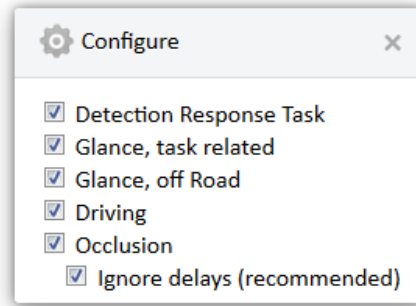 Configure
Detection Response Task
Glance, task related
Glance, off Road
Driving
Occlusion
Ignore delays (recommended)